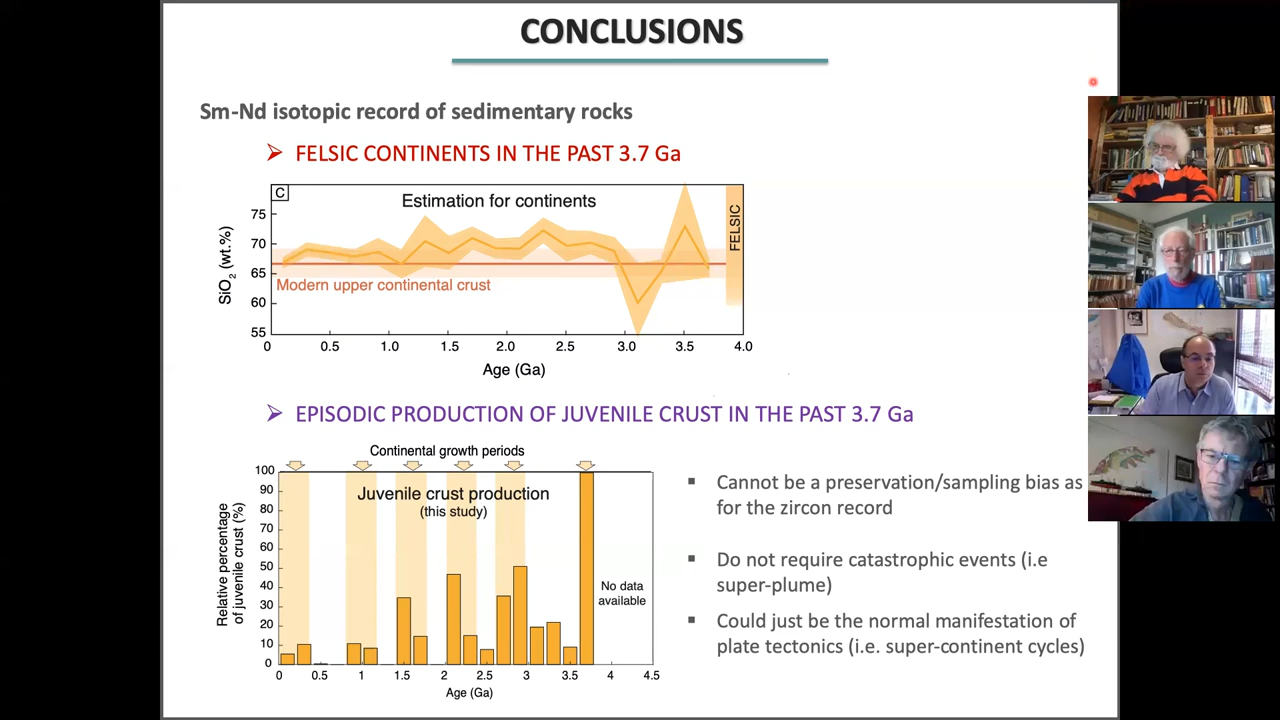 CONCLUSIONS
Sm-Nd isotopic record of sedimentary rocks
➢ FELSIC CONTINENTS IN THE PAST 3.7 Ga
C
Estimation for continents
FELSIC
SiO₂ (wt.%)
75
70
65
60
55
Modern upper continental crust
0 0.5 1.0 1.5 2.0 2.5 3.0 3.5 4.0
Age (Ga)
➢ EPISODIC PRODUCTION OF JUVENILE CRUST IN THE PAST 3.7 Ga
Continental growth periods
Relative percentage
of juvenile crust (%)
100
90
80
70
60
50
40
30
20
10
0
Juvenile crust production
(this study)
No data
available
0 0.5 1 1.5 2 2.5 3 3.5 4 4.5
Age (Ga)
▪ Cannot be a preservation/sampling bias as
for the zircon record
▪ Do not require catastrophic events (i.e
super-plume)
▪ Could just be the normal manifestation of
plate tectonics (i.e. super-continent cycles)